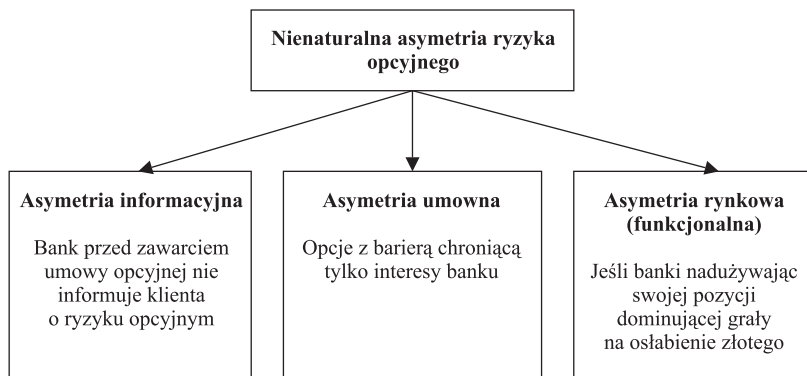 Nienaturalna asymetria ryzyka
opcyjnego
Asymetria informacyjna
Bank przed zawarciem
umowy opcyjnej nie
informuje klienta
o ryzyku opcyjnym
Asymetria umowna
Opcje z barierą chroniącą
tylko interesy banku
Asymetria rynkowa
(funkcjonalna)
Jeśli banki nadużywając
swojej pozycji
dominującej grały
na osłabienie złotego